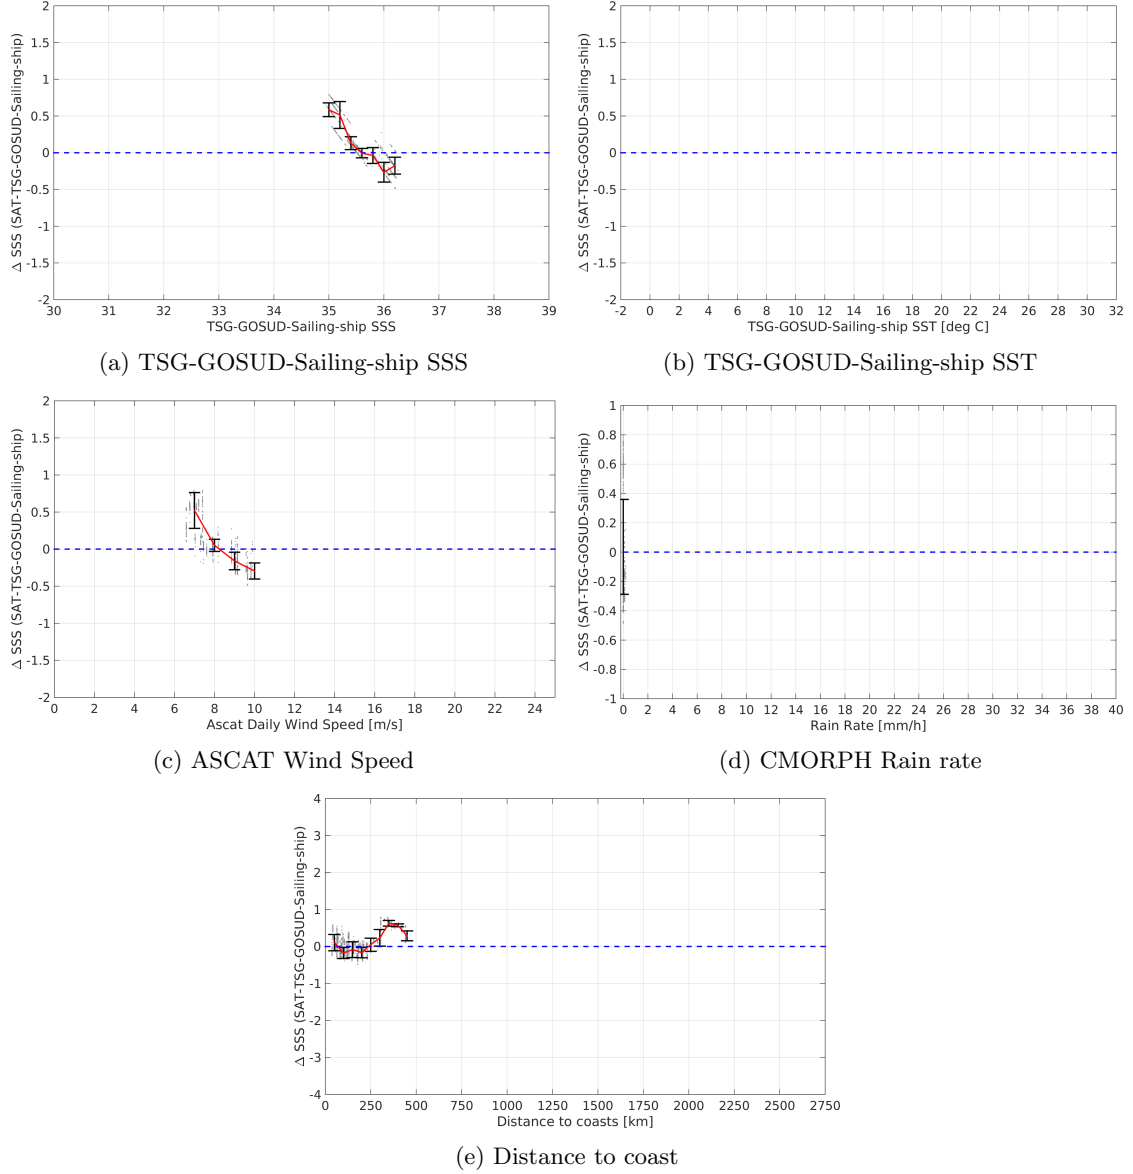 2
1.5
1
0.5
0
-0.5
-1
-1.5
-2
Δ SSS (SAT-TSG-GOSUD-Sailing-ship)
30 31 32 33 34 35 36 37 38 39
TSG-GOSUD-Sailing-ship SSS
(a) TSG-GOSUD-Sailing-ship SSS
2
1.5
1
0.5
0
-0.5
-1
-1.5
-2
Δ SSS (SAT-TSG-GOSUD-Sailing-ship)
-2 0 2 4 6 8 10 12 14 16 18 20 22 24 26 28 30 32
TSG-GOSUD-Sailing-ship SST [deg C]
(b) TSG-GOSUD-Sailing-ship SST
2
1.5
1
0.5
0
-0.5
-1
-1.5
-2
Δ SSS (SAT-TSG-GOSUD-Sailing-ship)
0 2 4 6 8 10 12 14 16 18 20 22 24
Ascat Daily Wind Speed [m/s]
(c) ASCAT Wind Speed
1
0.8
0.6
0.4
0.2
0
-0.2
-0.4
-0.6
-0.8
-1
Δ SSS (SAT-TSG-GOSUD-Sailing-ship)
0 2 4 6 8 10 12 14 16 18 20 22 24 26 28 30 32 34 36 38 40
Rain Rate [mm/h]
(d) CMORPH Rain rate
4
3
2
1
0
-1
-2
-3
-4
Δ SSS (SAT-TSG-GOSUD-Sailing-ship)
0 250 500 750 1000 1250 1500 1750 2000 2250 2500 2750
Distance to coasts [km]
(e) Distance to coast